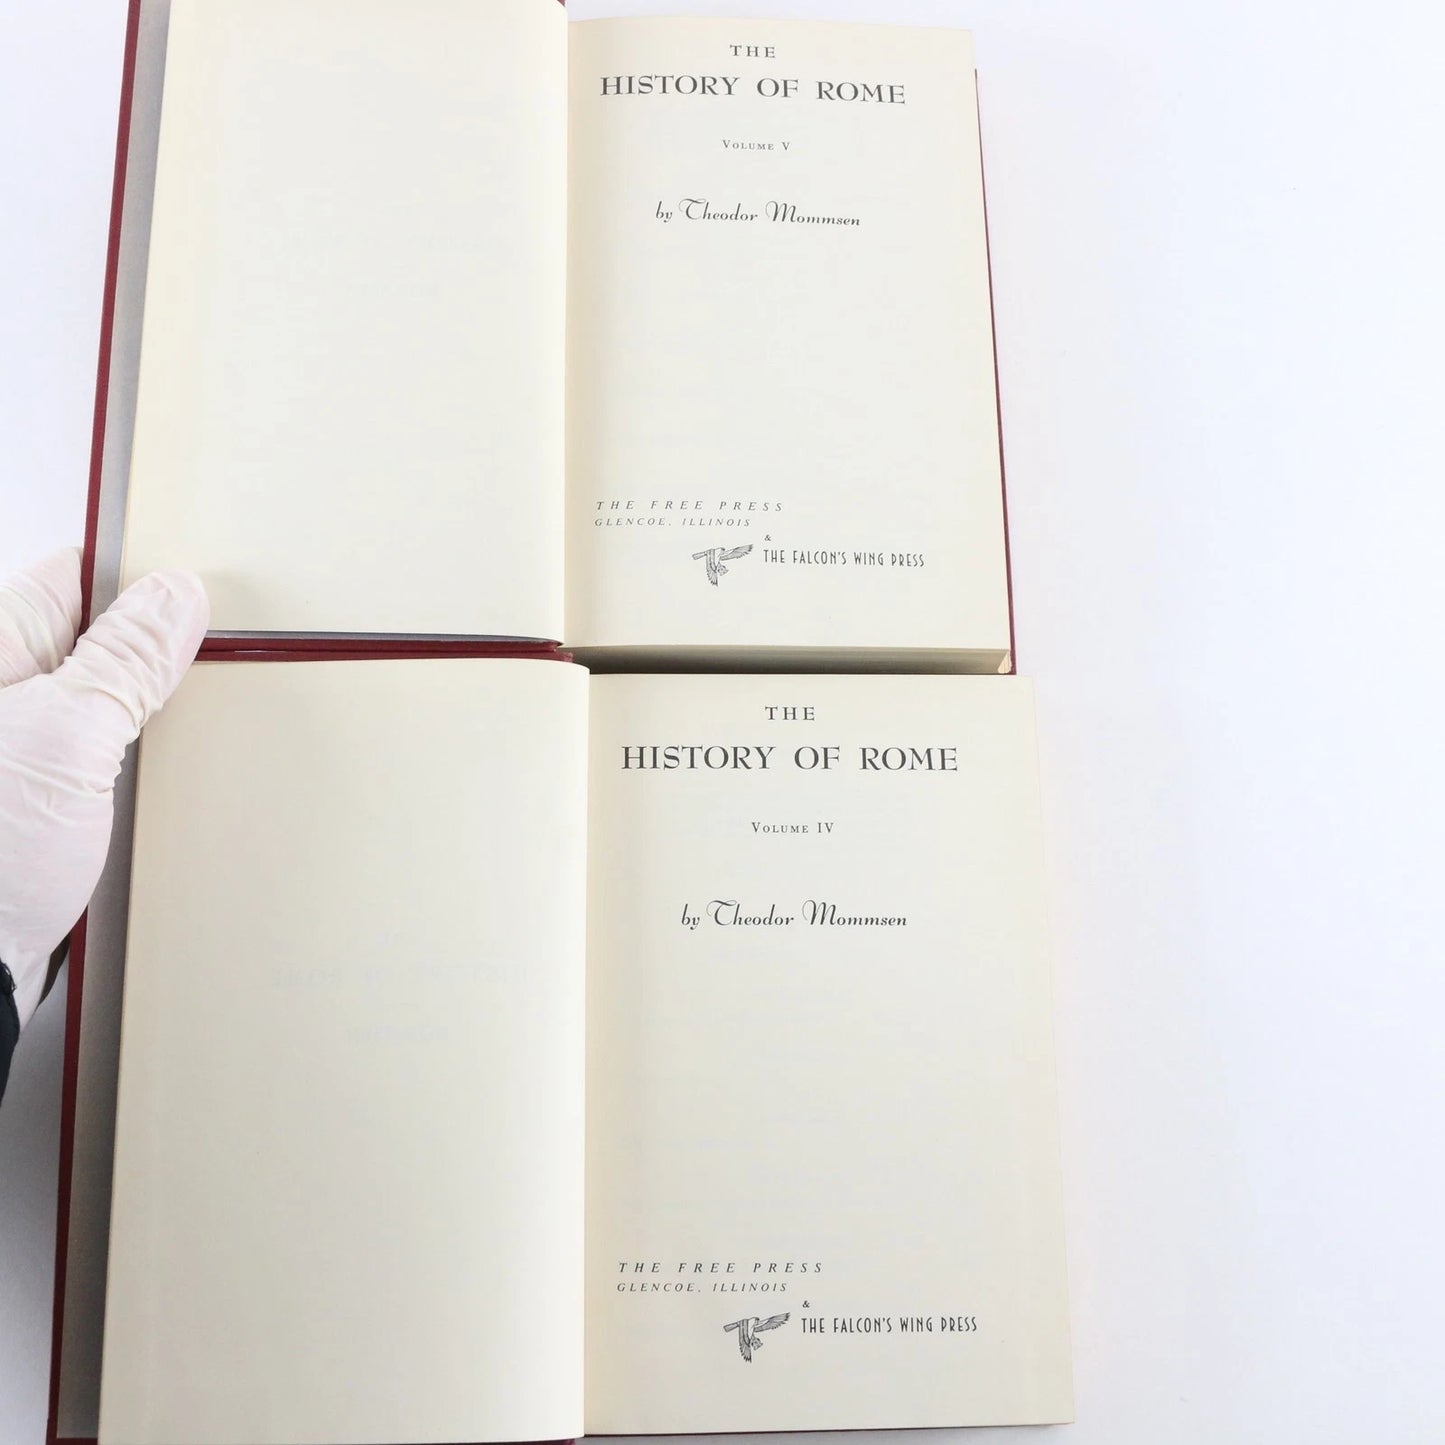 THE
HISTORY OF ROME
VOLUME V
by Theodor Mommsen
THE FREE PRESS
GLENCOE, ILLINOIS
&
THE FALCON'S WING PRESS
THE
HISTORY OF ROME
VOLUME IV
by Theodor Mommsen
THE FREE PRESS
GLENCOE, ILLINOIS
&
THE FALCON'S WING PRESS